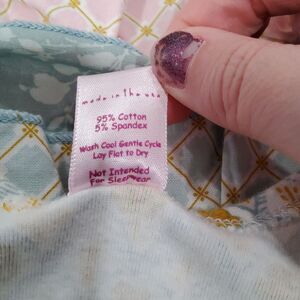 made in the usa
95% Cotton
5% Spandex
Wash Cool Gentle Cycle
Lay Flat to Dry
Not Intended
For Sleepwear